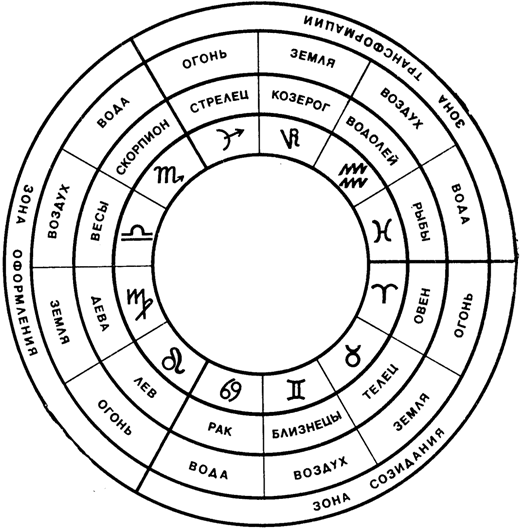 ЗОНА ТРАНСФОРМАЦИИ
ЗОНА ОФОРМЛЕНИЯ
ЗОНА СОЗИДАНИЯ
ОГОНЬ
ЗЕМЛЯ
ВОЗДУХ
ВОДА
ОГОНЬ
ЗЕМЛЯ
ВОЗДУХ
ВОДА
ОГОНЬ
ЗЕМЛЯ
ВОЗДУХ
ВОДА
СТРЕЛЕЦ
КОЗЕРОГ
ВОДОЛЕЙ
РЫБЫ
ОВЕН
ТЕЛЕЦ
БЛИЗНЕЦЫ
РАК
ЛЕВ
ДЕВА
ВЕСЫ
СКОРПИОН
♐
♑
♒
♓
♈
♉
♊
♋
♌
♍
♎
♏